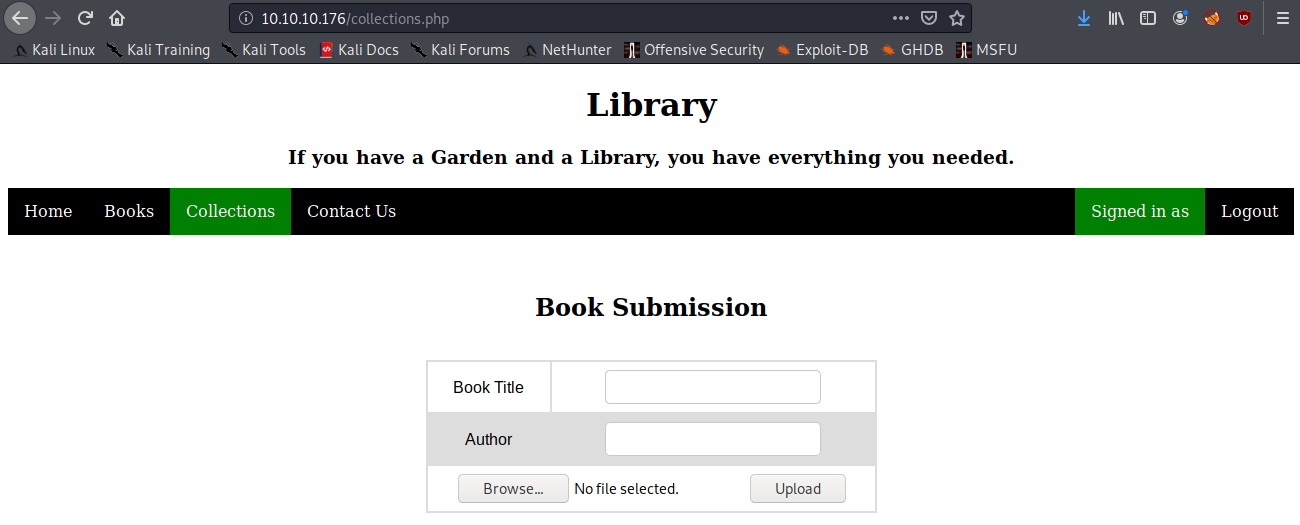 10.10.10.176/collections.php
Kali Linux Kali Training Kali Tools Kali Docs Kali Forums NetHunter Offensive Security Exploit-DB GHDB MSFU
Library
If you have a Garden and a Library, you have everything you needed.
Home Books Collections Contact Us Signed in as Logout
Book Submission
Book Title
Author
Browse... No file selected. Upload